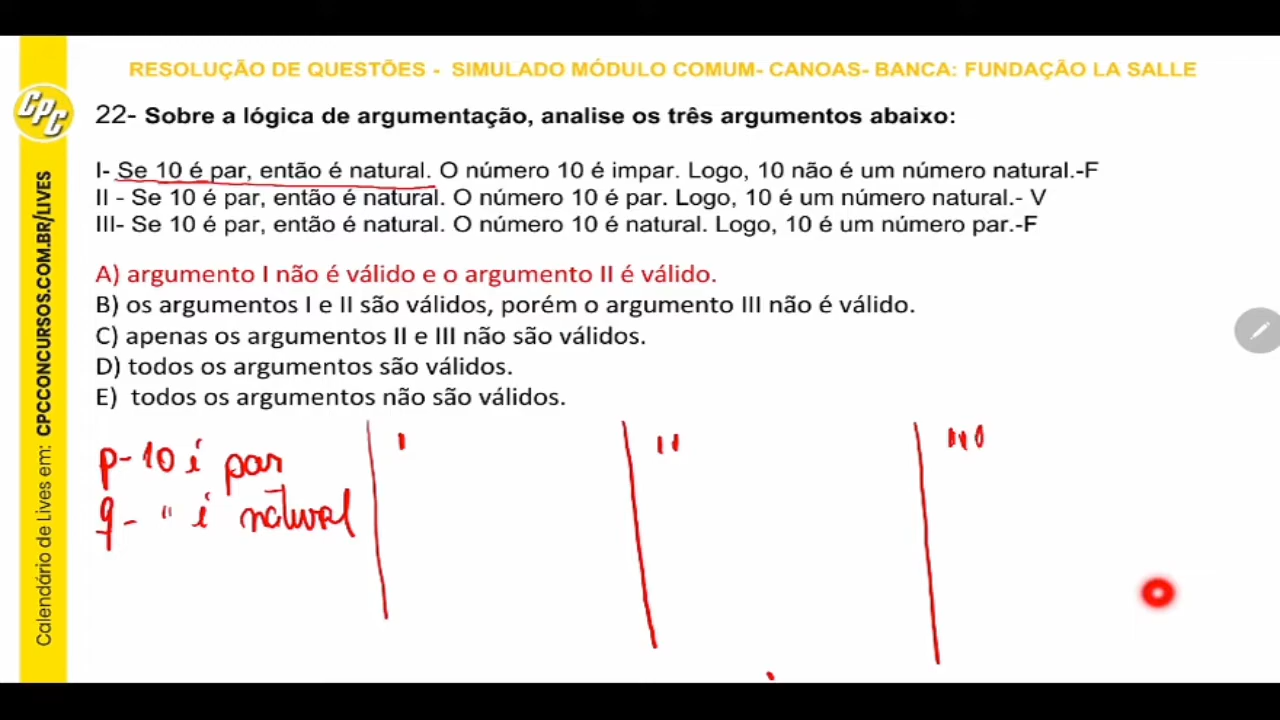 RESOLUÇÃO DE QUESTÕES - SIMULADO MÓDULO COMUM- CANOAS- BANCA: FUNDAÇÃO LA SALLE
CPC
Calendário de Lives em: CPCCONCURSOS.COM.BR/LIVES
22- Sobre a lógica de argumentação, analise os três argumentos abaixo:
I- Se 10 é par, então é natural. O número 10 é impar. Logo, 10 não é um número natural.-F
II - Se 10 é par, então é natural. O número 10 é par. Logo, 10 é um número natural.- V
III- Se 10 é par, então é natural. O número 10 é natural. Logo, 10 é um número par.-F
A) argumento I não é válido e o argumento II é válido.
B) os argumentos I e II são válidos, porém o argumento III não é válido.
C) apenas os argumentos II e III não são válidos.
D) todos os argumentos são válidos.
E) todos os argumentos não são válidos.
p-10 é par
q- " é natural
I
II
III